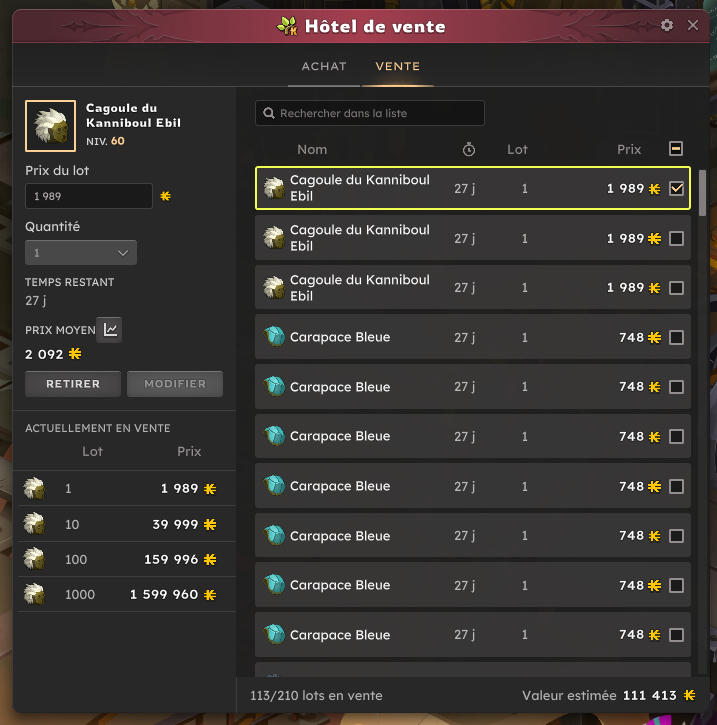 Hôtel de vente
ACHAT VENTE
Cagoule du
Kanniboul Ebil
NIV. 60
Prix du lot
1 989
Quantité
1
TEMPS RESTANT
27 j
PRIX MOYEN
2 092
RETIRER MODIFIER
ACTUELLEMENT EN VENTE
Lot Prix
1 1 989
10 39 999
100 159 996
1000 1 599 960
Rechercher dans la liste
Nom Lot Prix
Cagoule du Kanniboul
Ebil 27 j 1 1 989
Cagoule du Kanniboul
Ebil 27 j 1 1 989
Cagoule du Kanniboul
Ebil 27 j 1 1 989
Carapace Bleue 27 j 1 748
Carapace Bleue 27 j 1 748
Carapace Bleue 27 j 1 748
Carapace Bleue 27 j 1 748
Carapace Bleue 27 j 1 748
Carapace Bleue 27 j 1 748
Carapace Bleue 27 j 1 748
113/210 lots en vente Valeur estimée 111 413